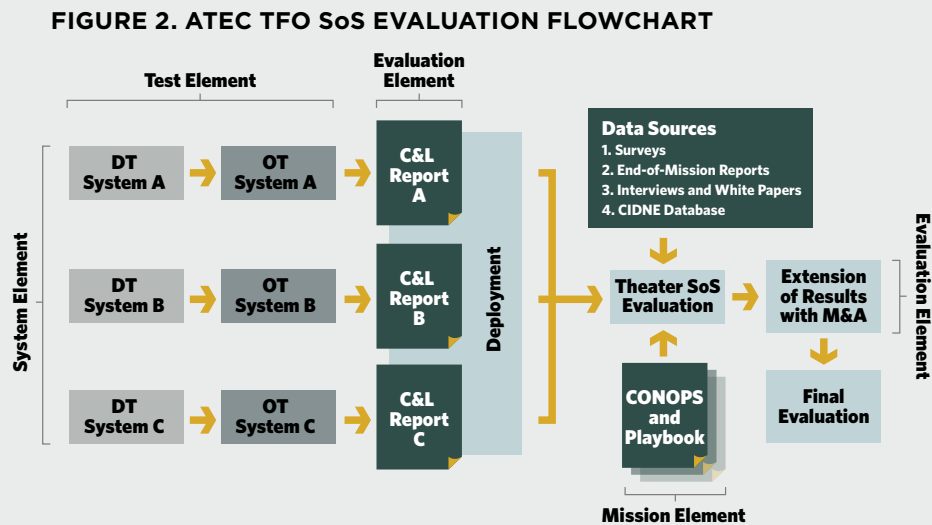 FIGURE 2. ATEC TFO SoS EVALUATION FLOWCHART
Test Element
Evaluation
Element
System Element
DT
System A
OT
System A
C&L
Report
A
DT
System B
OT
System B
C&L
Report
B
DT
System C
OT
System C
C&L
Report
C
Deployment
Data Sources
1. Surveys
2. End-of-Mission Reports
3. Interviews and White Papers
4. CIDNE Database
Theater SoS
Evaluation
Extension
of Results
with M&A
Evaluation Element
CONOPS
and
Playbook
Final
Evaluation
Mission Element